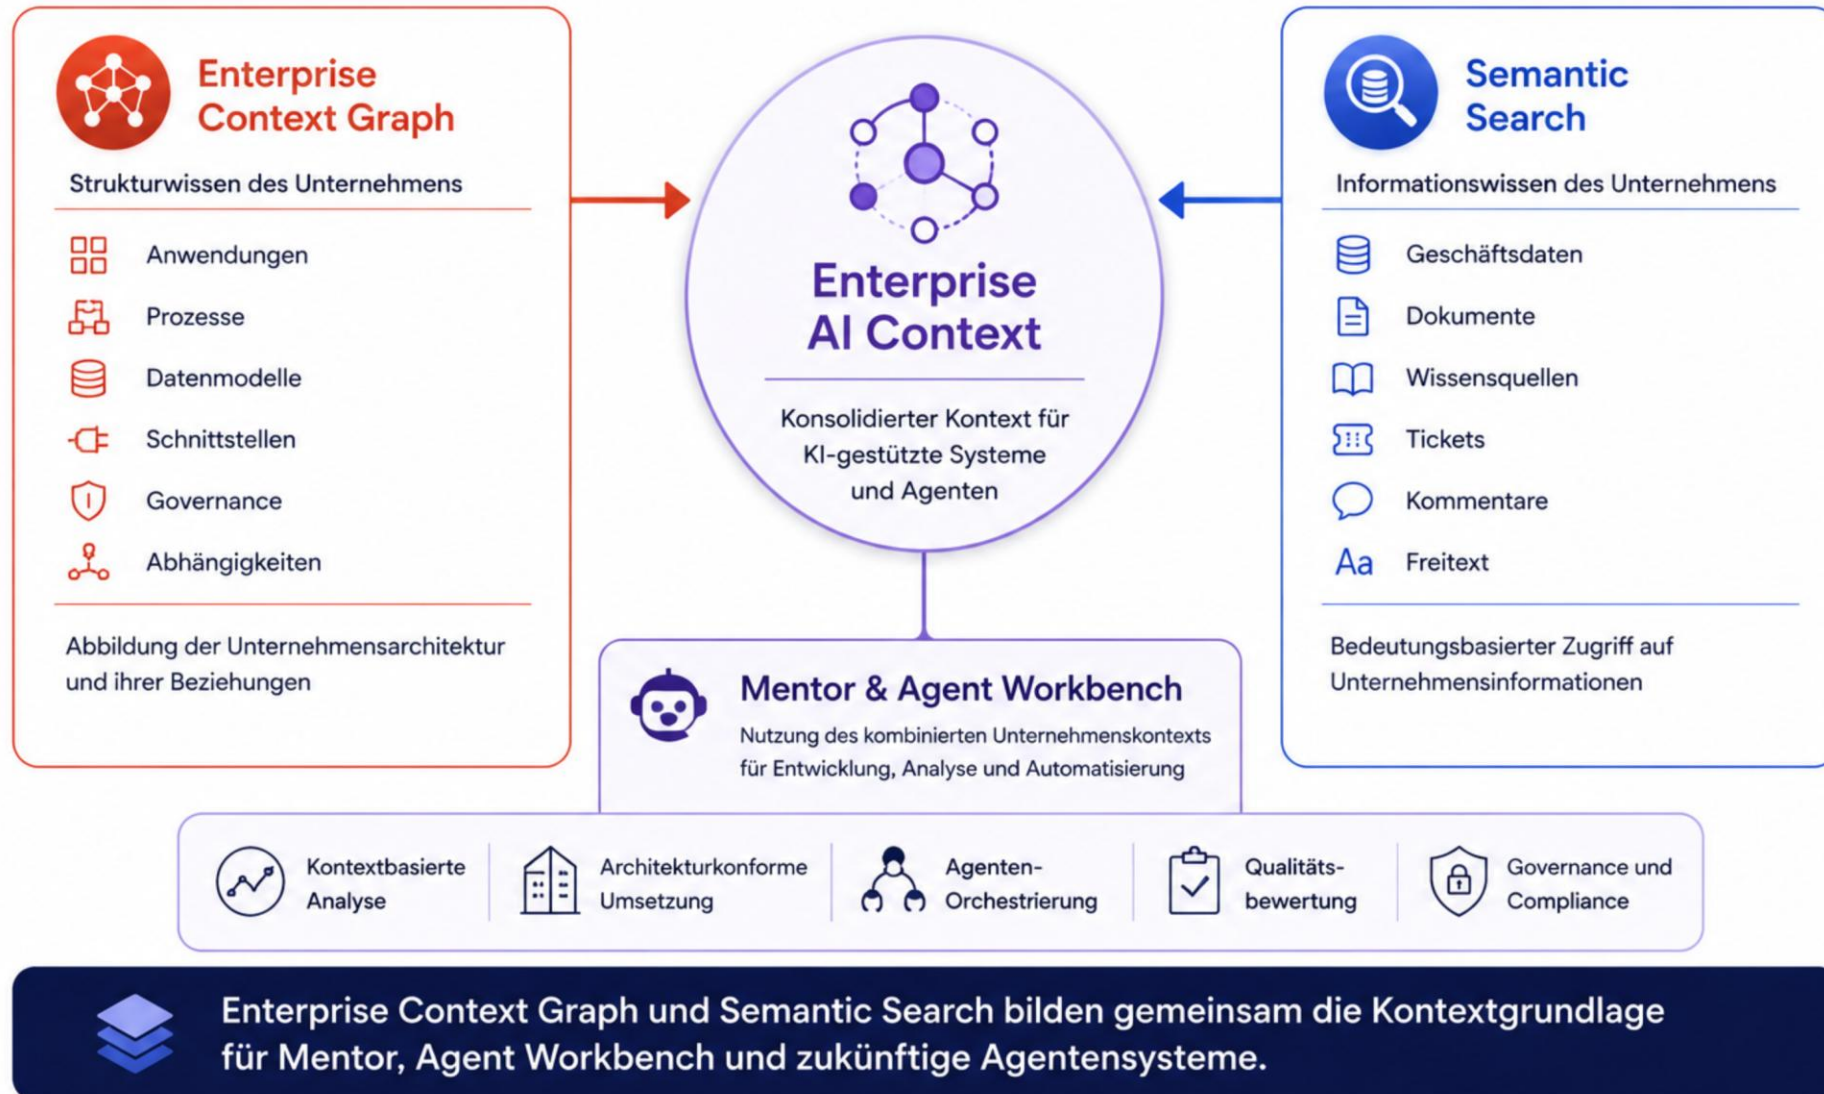 Enterprise
Context Graph
Strukturwissen des Unternehmens
Anwendungen
Prozesse
Datenmodelle
Schnittstellen
Governance
Abhängigkeiten
Abbildung der Unternehmensarchitektur
und ihrer Beziehungen
Enterprise
AI Context
Konsolidierter Kontext für
KI-gestützte Systeme
und Agenten
Semantic
Search
Informationswissen des Unternehmens
Geschäftsdaten
Dokumente
Wissensquellen
Tickets
Kommentare
Aa Freitext
Bedeutungsbasierter Zugriff auf
Unternehmensinformationen
Mentor & Agent Workbench
Nutzung des kombinierten Unternehmenskontexts
für Entwicklung, Analyse und Automatisierung
Kontextbasierte
Analyse
Architekturkonforme
Umsetzung
Agenten-
Orchestrierung
Qualitäts-
bewertung
Governance und
Compliance
Enterprise Context Graph und Semantic Search bilden gemeinsam die Kontextgrundlage
für Mentor, Agent Workbench und zukünftige Agentensysteme.